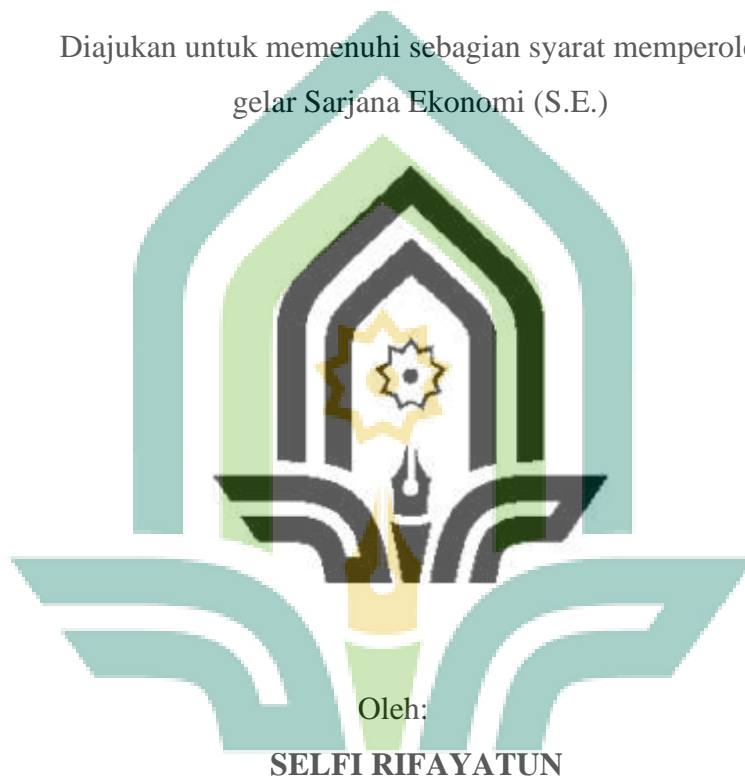 Diajukan untuk memenuhi sebagian syarat
gelar Sarjana Ekonomi (S.E.)
Oleh:
SELFI RIFAYATUN